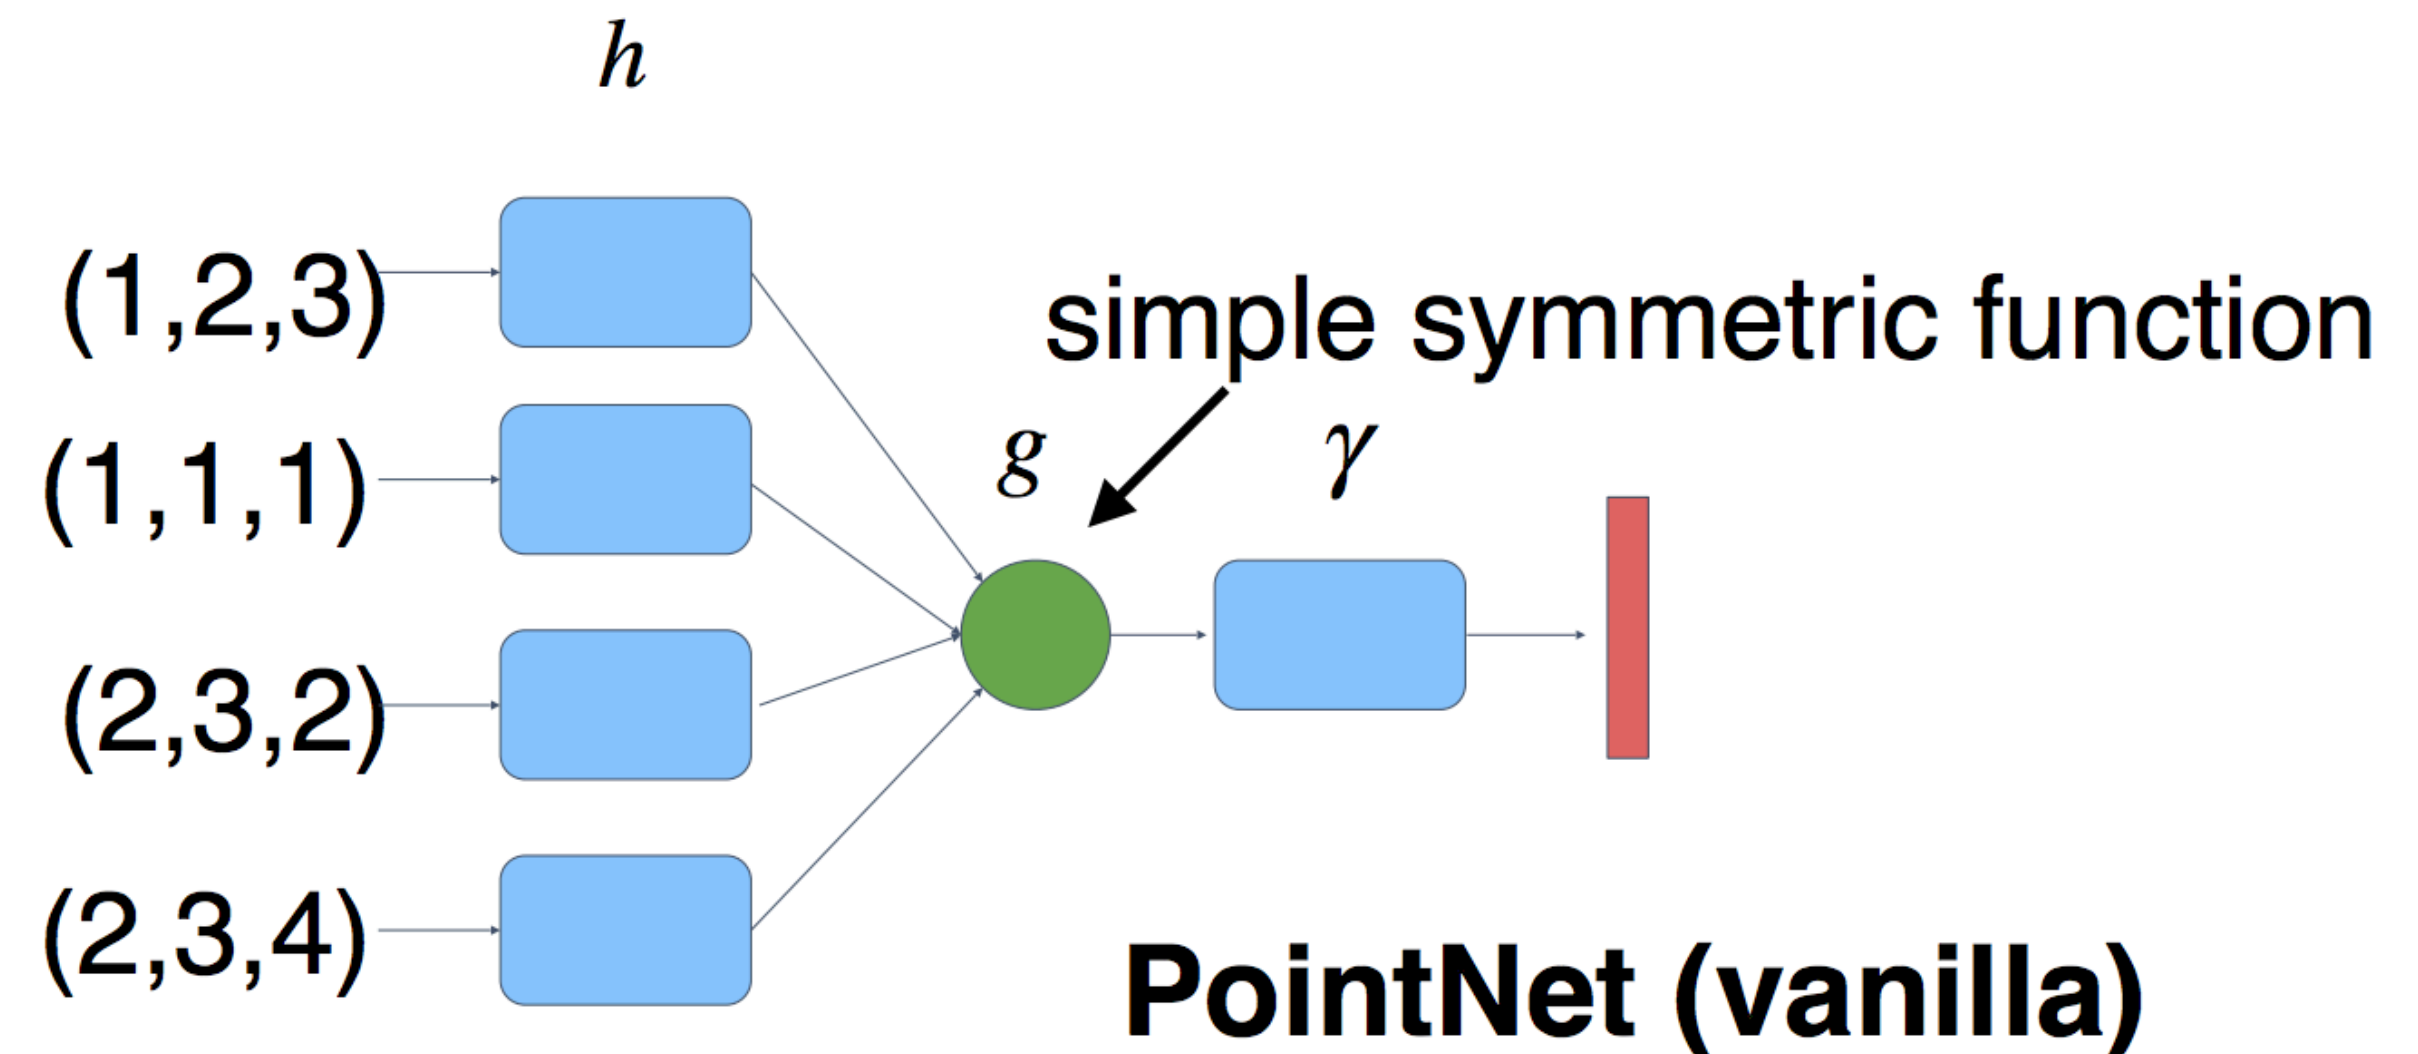 h
(1,2,3)
simple symmetric function
(1,1,1)
g
γ
(2,3,2)
(2,3,4)
PointNet (vanilla)